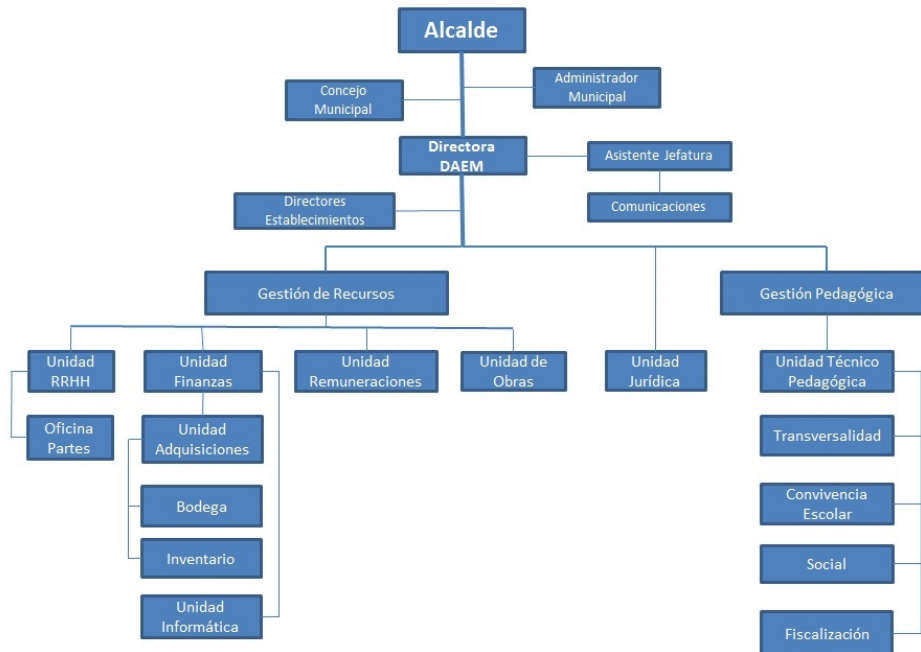 Alcalde
Concejo
Municipal
Administrador
Municipal
Directora
DAEM
Asistente Jefatura
Directores
Establecimientos
Comunicaciones
Gestión de Recursos
Gestión Pedagógica
Unidad
RRHH
Unidad
Finanzas
Unidad
Remuneraciones
Unidad de
Obras
Unidad
Jurídica
Unidad Técnico
Pedagógica
Oficina
Partes
Unidad
Adquisiciones
Transversalidad
Bodega
Convivencia
Escolar
Inventario
Social
Unidad
Informática
Fiscalización